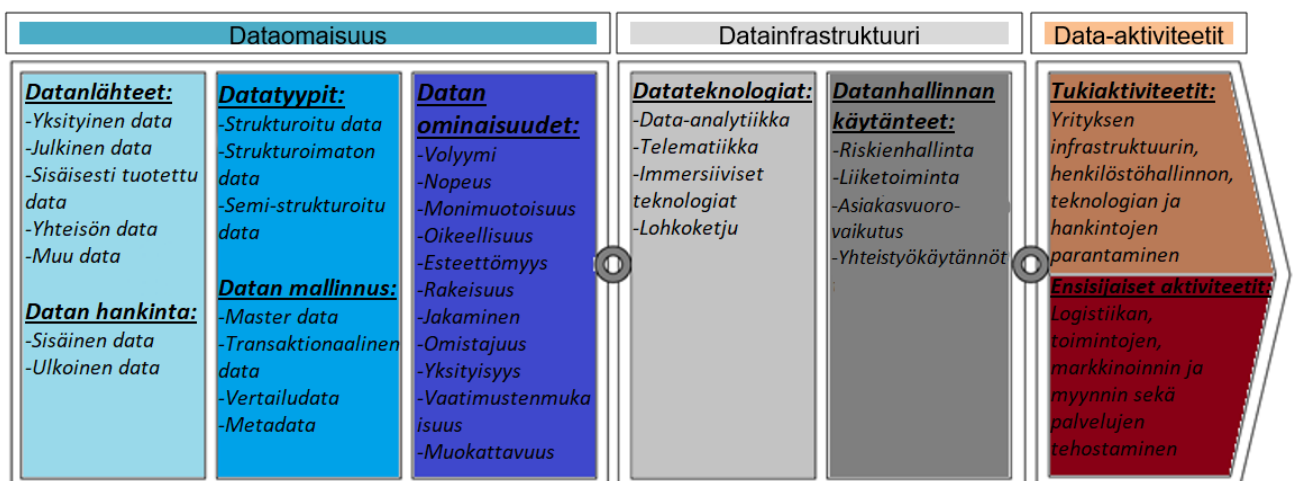 Dataomaisuus
Datainfrastruktuuri
Data-aktiviteetit
Datanlähteet:
-Yksityinen data
-Julkinen data
-Sisäisesti tuotettu
data
-Yhteisön data
-Muu data
Datan hankinta:
-Sisäinen data
-Ulkoinen data
Datatyypit:
-Strukturoitu data
-Strukturoimaton
data
-Semi-strukturoitu
data
Datan mallinnus:
-Master data
-Transaktionaalinen
data
-Vertailudata
-Metadata
Datan
ominaisuudet:
-Volyymi
-Nopeus
-Monimuotoisuus
-Oikeellisuus
-Esteettömyys
-Rakeisuus
-Jakaminen
-Omistajuus
-Yksityisyys
-Vaatimustenmuka
isuus
-Muokattavuus
Datateknologiat:
-Data-analytiikka
-Telematiikka
-Immersiiviset
teknologiat
-Lohkoketju
Datanhallinnan
käytänteet:
-Riskienhallinta
-Liiketoiminta
-Asiakasvuoro-
vaikutus
-Yhteistyökäytännöt
Tukiaktiviteetit:
Yrityksen
infrastruktuurin,
henkilöstöhallinnon,
teknologian ja
hankintojen
parantaminen
Ensisijaiset aktiviteetit:
Logistiikan,
toimintojen,
markkinoinnin ja
myynnin sekä
palvelujen
tehostaminen